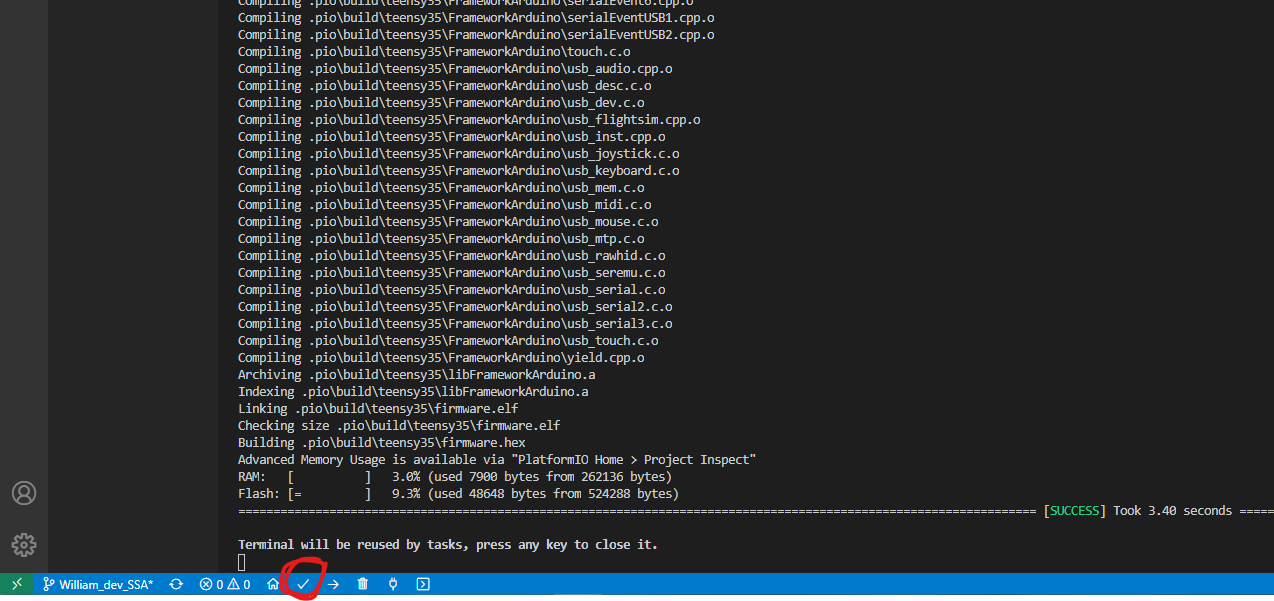 Compiling .pio\build\teensy35\FrameworkArduino\serialEvent6.cpp.o
Compiling .pio\build\teensy35\FrameworkArduino\serialEventUSB1.cpp.o
Compiling .pio\build\teensy35\FrameworkArduino\serialEventUSB2.cpp.o
Compiling .pio\build\teensy35\FrameworkArduino\touch.c.o
Compiling .pio\build\teensy35\FrameworkArduino\usb_audio.cpp.o
Compiling .pio\build\teensy35\FrameworkArduino\usb_desc.c.o
Compiling .pio\build\teensy35\FrameworkArduino\usb_dev.c.o
Compiling .pio\build\teensy35\FrameworkArduino\usb_flightsim.cpp.o
Compiling .pio\build\teensy35\FrameworkArduino\usb_inst.cpp.o
Compiling .pio\build\teensy35\FrameworkArduino\usb_joystick.c.o
Compiling .pio\build\teensy35\FrameworkArduino\usb_keyboard.c.o
Compiling .pio\build\teensy35\FrameworkArduino\usb_mem.c.o
Compiling .pio\build\teensy35\FrameworkArduino\usb_midi.c.o
Compiling .pio\build\teensy35\FrameworkArduino\usb_mouse.c.o
Compiling .pio\build\teensy35\FrameworkArduino\usb_mtp.c.o
Compiling .pio\build\teensy35\FrameworkArduino\usb_rawhid.c.o
Compiling .pio\build\teensy35\FrameworkArduino\usb_seremu.c.o
Compiling .pio\build\teensy35\FrameworkArduino\usb_serial.c.o
Compiling .pio\build\teensy35\FrameworkArduino\usb_serial2.c.o
Compiling .pio\build\teensy35\FrameworkArduino\usb_serial3.c.o
Compiling .pio\build\teensy35\FrameworkArduino\usb_touch.c.o
Compiling .pio\build\teensy35\FrameworkArduino\yield.cpp.o
Archiving .pio\build\teensy35\libFrameworkArduino.a
Indexing .pio\build\teensy35\libFrameworkArduino.a
Linking .pio\build\teensy35\firmware.elf
Checking size .pio\build\teensy35\firmware.elf
Building .pio\build\teensy35\firmware.hex
Advanced Memory Usage is available via "PlatformIO Home > Project Inspect"
RAM:   [          ]   3.0% (used 7900 bytes from 262136 bytes)
Flash: [=         ]   9.3% (used 48648 bytes from 524288 bytes)
[SUCCESS] Took 3.40 seconds
Terminal will be reused by tasks, press any key to close it.
William_dev_SSA* 0 0